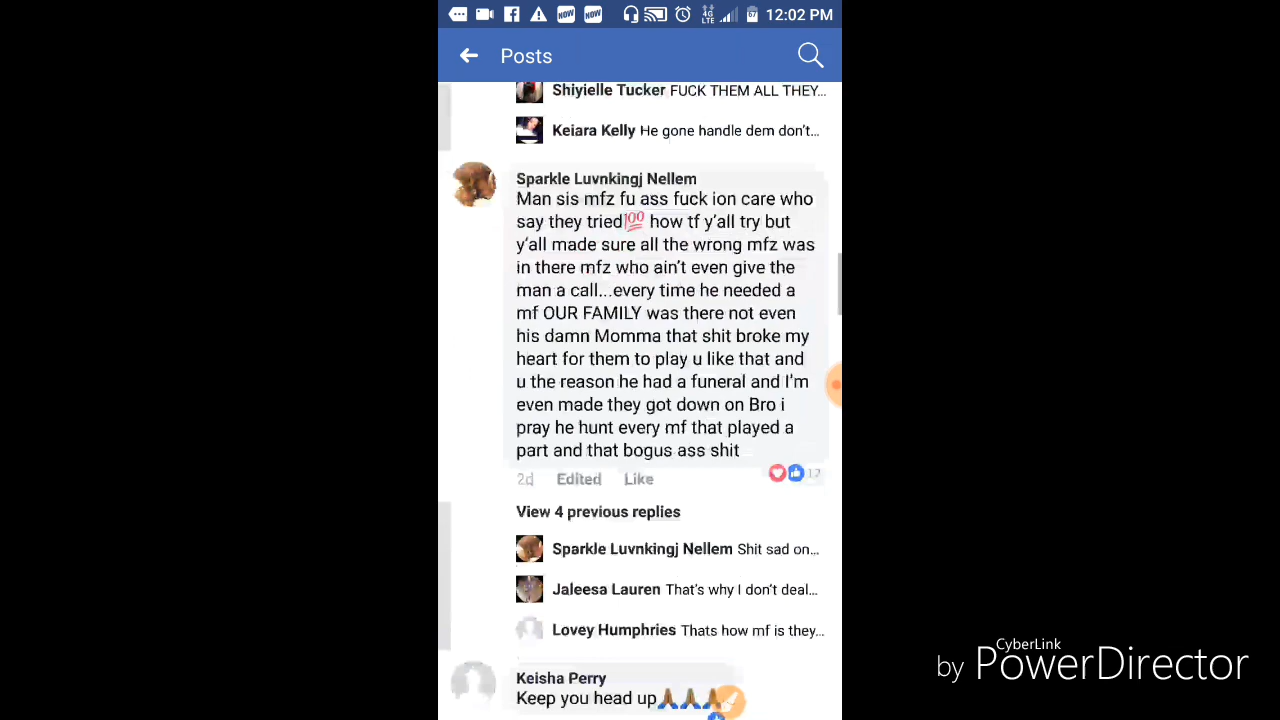 NOW NOW 4G LTE 67 12:02 PM
Posts
Shiyielle Tucker FUCK THEM ALL THEY...
Keiara Kelly He gone handle dem don't...
Sparkle Luvnkingj Nellem
Man sis mfz fu ass fuck ion care who
say they tried💯 how tf y'all try but
y'all made sure all the wrong mfz was
in there mfz who ain't even give the
man a call...every time he needed a
mf OUR FAMILY was there not even
his damn Momma that shit broke my
heart for them to play u like that and
u the reason he had a funeral and I'm
even made they got down on Bro i
pray he hunt every mf that played a
part and that bogus ass shit
2d Edited Like 17
View 4 previous replies
Sparkle Luvnkingj Nellem Shit sad on...
Jaleesa Lauren That's why I don't deal...
Lovey Humphries Thats how mf is they...
Keisha Perry
Keep you head up🙏🏾🙏🏾🙏🏾
CyberLink
by PowerDirector